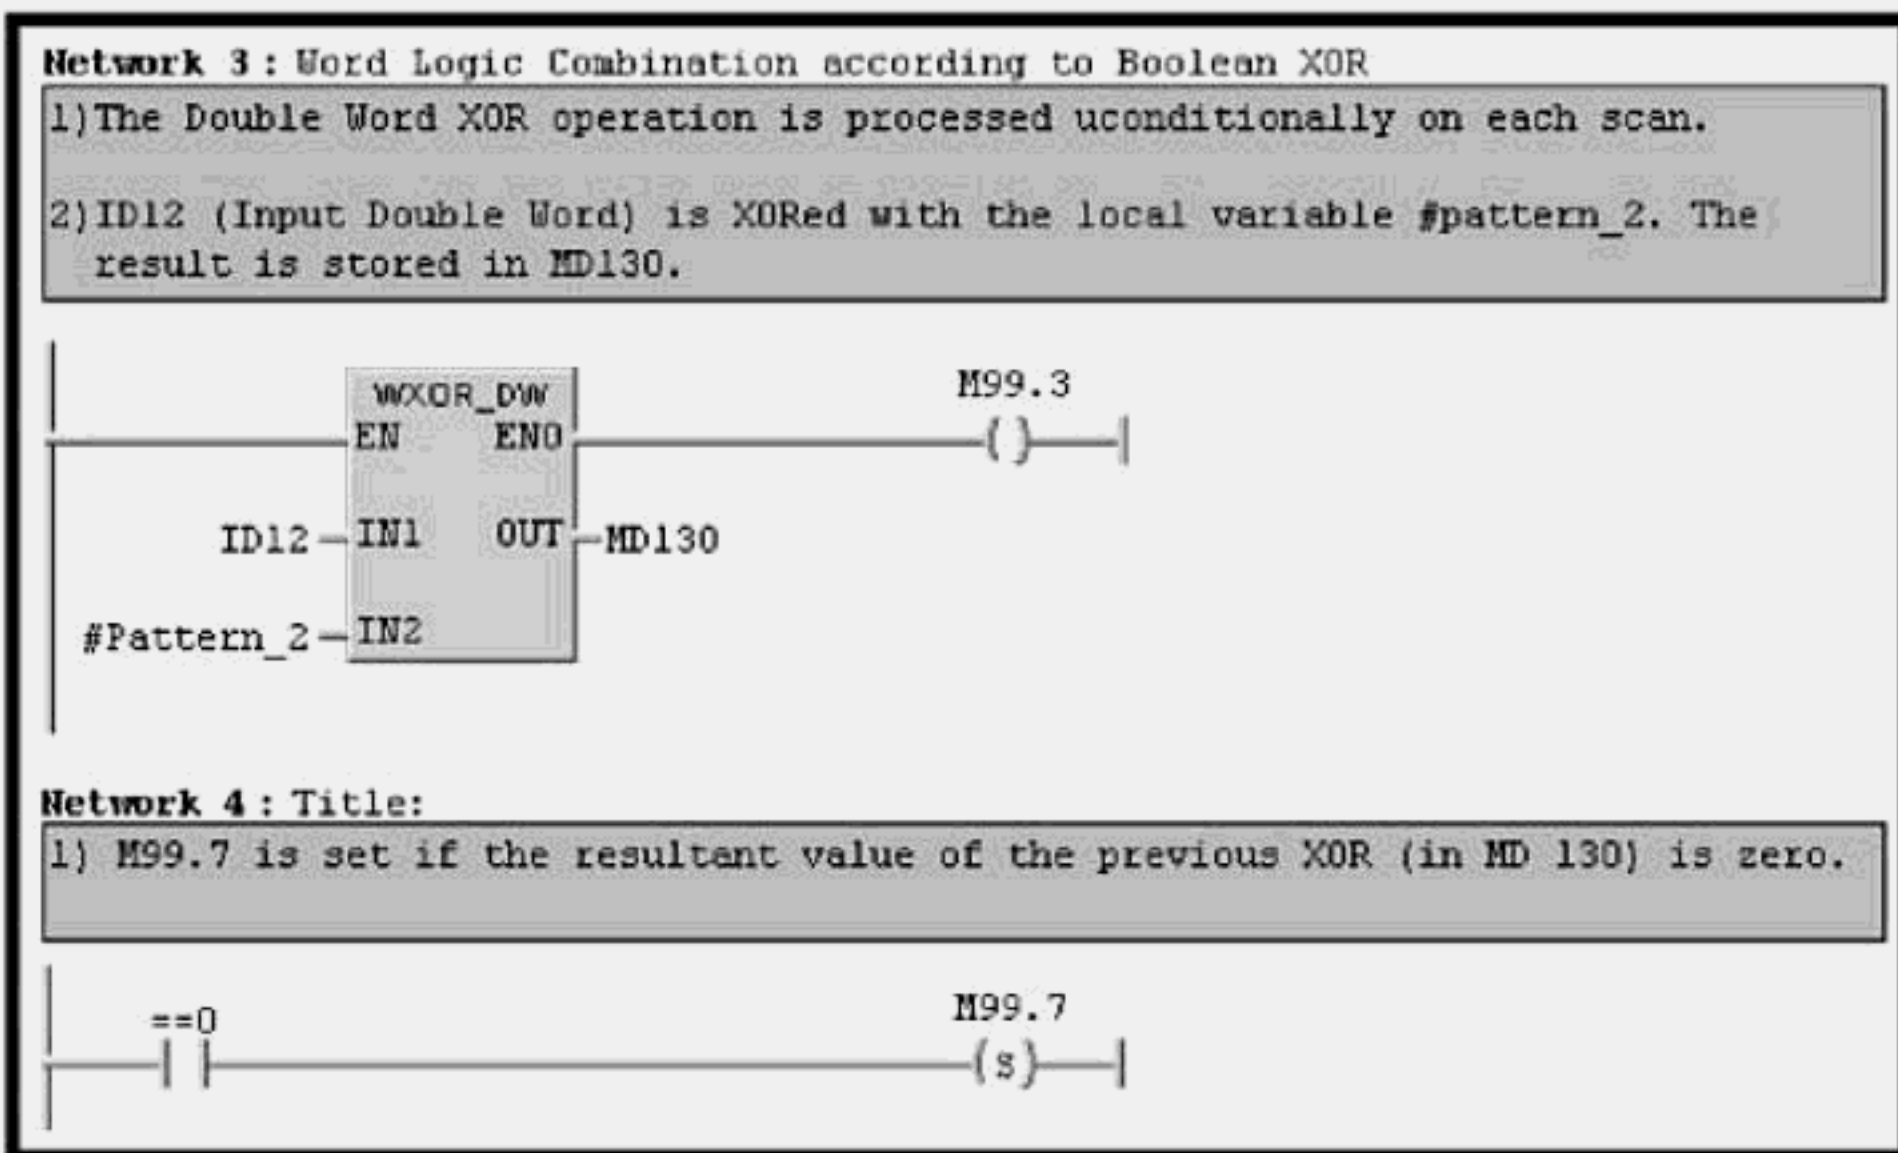 Network 3 : Word Logic Combination according to Boolean XOR
1)The Double Word XOR operation is processed uconditionally on each scan.
2)ID12 (Input Double Word) is XORed with the local variable #pattern_2. The
result is stored in MD130.
WXOR_DW
M99.3
EN ENO
( )
ID12 IN1 OUT MD130
#Pattern_2 IN2
Network 4 : Title:
1) M99.7 is set if the resultant value of the previous XOR (in MD 130) is zero.
==0 M99.7
(S)